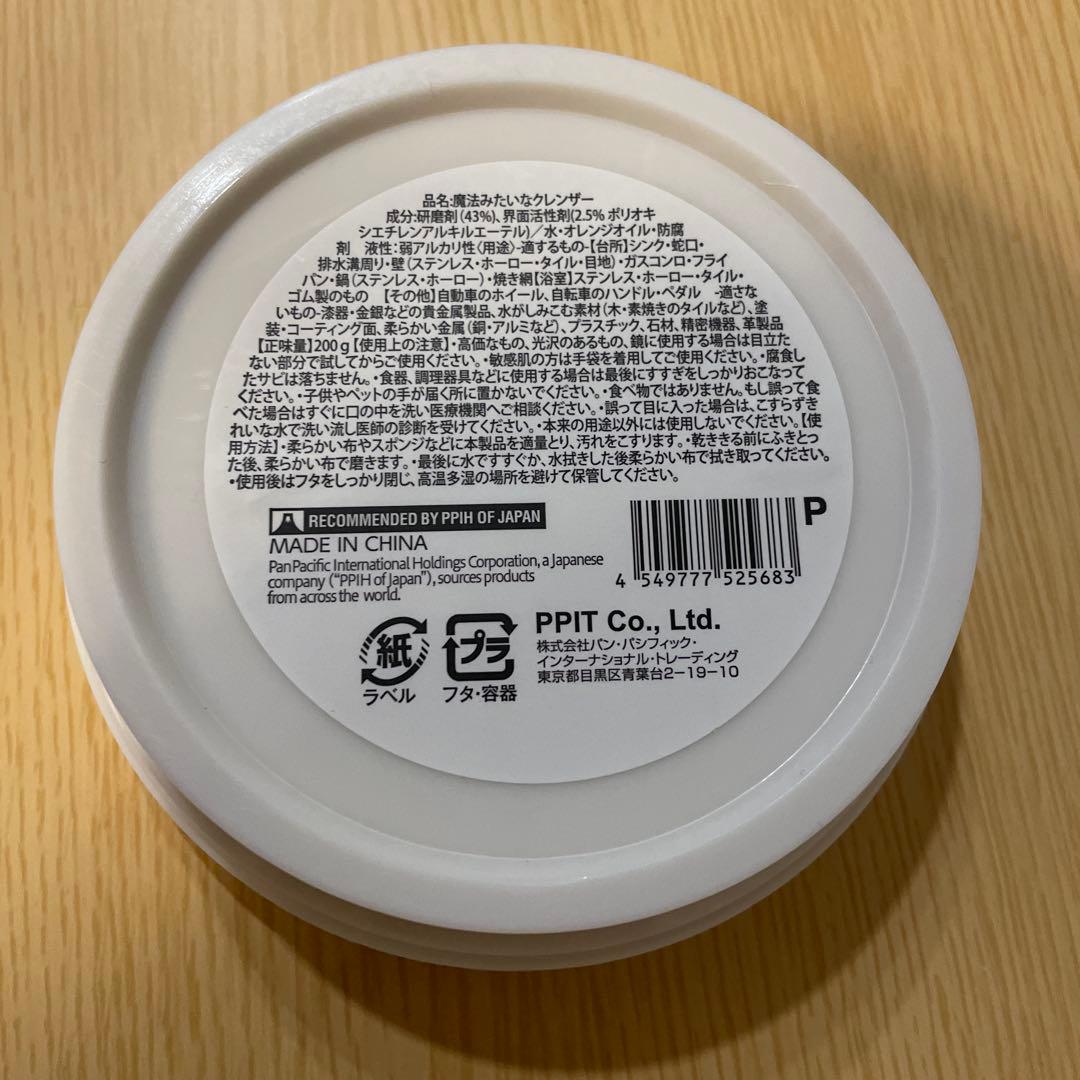 品名:魔法みたいなクレンザー
成分:研磨剤(43%)、界面活性剤(2.5% ポリオキ
シエチレンアルキルエーテル)/水・オレンジオイル・防腐
剤 液性:弱アルカリ性〈用途〉-適するもの-【台所】シンク・蛇口・
排水溝周り・壁(ステンレス・ホーロー・タイル・目地)・ガスコンロ・フライ
パン・鍋(ステンレス・ホーロー)・焼き網【浴室】ステンレス・ホーロー・タイル・
ゴム製のもの 【その他】自動車のホイール、自転車のハンドル・ペダル -適さな
いもの-漆器・金銀などの貴金属製品、水がしみこむ素材(木・素焼きのタイルなど)、塗
装・コーティング面、柔らかい金属(銅・アルミなど)、プラスチック、石材、精密機器、革製品
【正味量】200g【使用上の注意】・高価なもの、光沢のあるもの、鏡に使用する場合は目立た
ない部分で試してからご使用ください。・敏感肌の方は手袋を着用してご使用ください。・腐食し
たサビは落ちません。・食器、調理器具などに使用する場合は最後にすすぎをしっかりおこなって
ください。・子供やペットの手が届く所に置かないでください。・食べ物ではありません。もし誤って食
べた場合はすぐに口の中を洗い医療機関へご相談ください。・誤って目に入った場合は、こすらずき
れいな水で洗い流し医師の診断を受けてください。・本来の用途以外には使用しないでください。【使
用方法】・柔らかい布やスポンジなどに本製品を適量とり、汚れをこすります。・乾ききる前にふきとっ
た後、柔らかい布で磨きます。・最後に水ですすぐか、水拭きした後柔らかい布で拭き取ってください。
・使用後はフタをしっかり閉じ、高温多湿の場所を避けて保管してください。
RECOMMENDED BY PPIH OF JAPAN
MADE IN CHINA
Pan Pacific International Holdings Corporation, a Japanese
company ("PPIH of Japan"), sources products
from across the world.
P
4 549777 525683
紙
ラベル
プラ
フタ・容器
PPIT Co., Ltd.
株式会社パン・パシフィック・
インターナショナル・トレーディング
東京都目黒区青葉台2-19-10